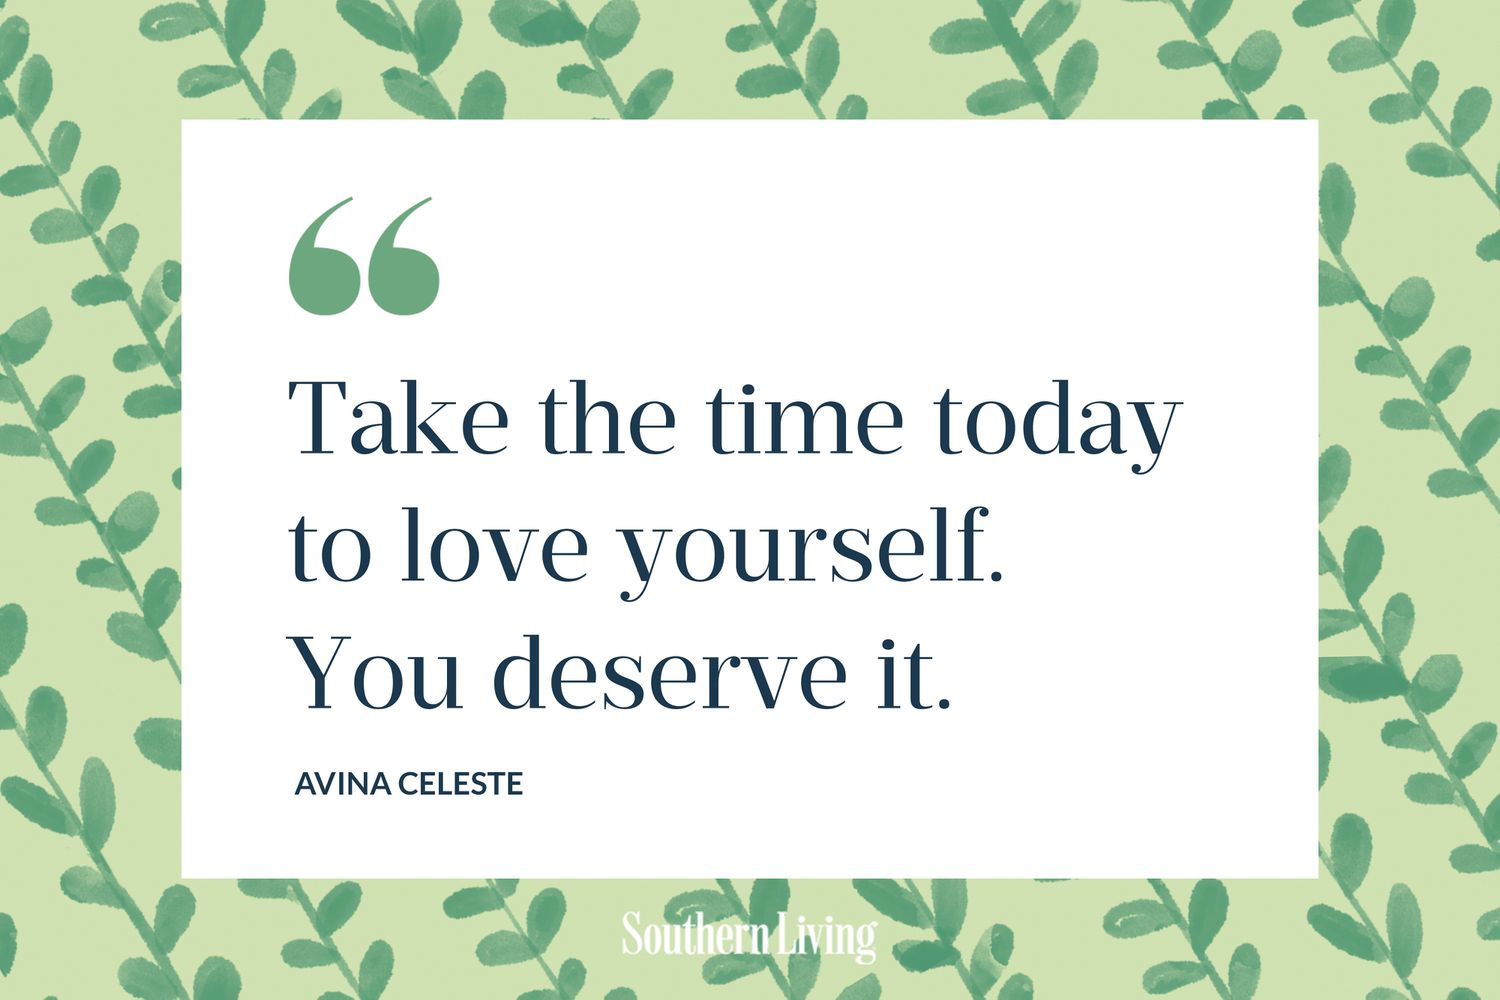 “
Take the time today
to love yourself.
You deserve it.
AVINA CELESTE
Southern Living